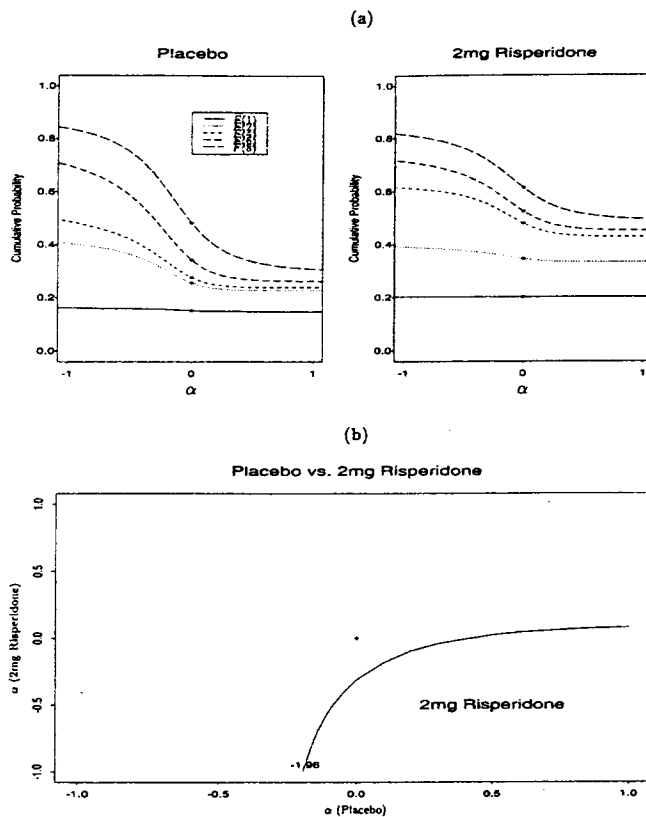 (a)
Placebo
2mg Risperidone
Cumulative Probability
1.0
0.8
0.6
0.4
0.2
0.0
-1
0
1
α
Cumulative Probability
1.0
0.8
0.6
0.4
0.2
0.0
-1
0
1
α
(b)
Placebo vs. 2mg Risperidone
α (2mg Risperidone)
1.0
0.5
0.0
-0.5
-1.0
2mg Risperidone
-1.96
-1.0
-0.5
0.0
0.5
1.0
α (Placebo)